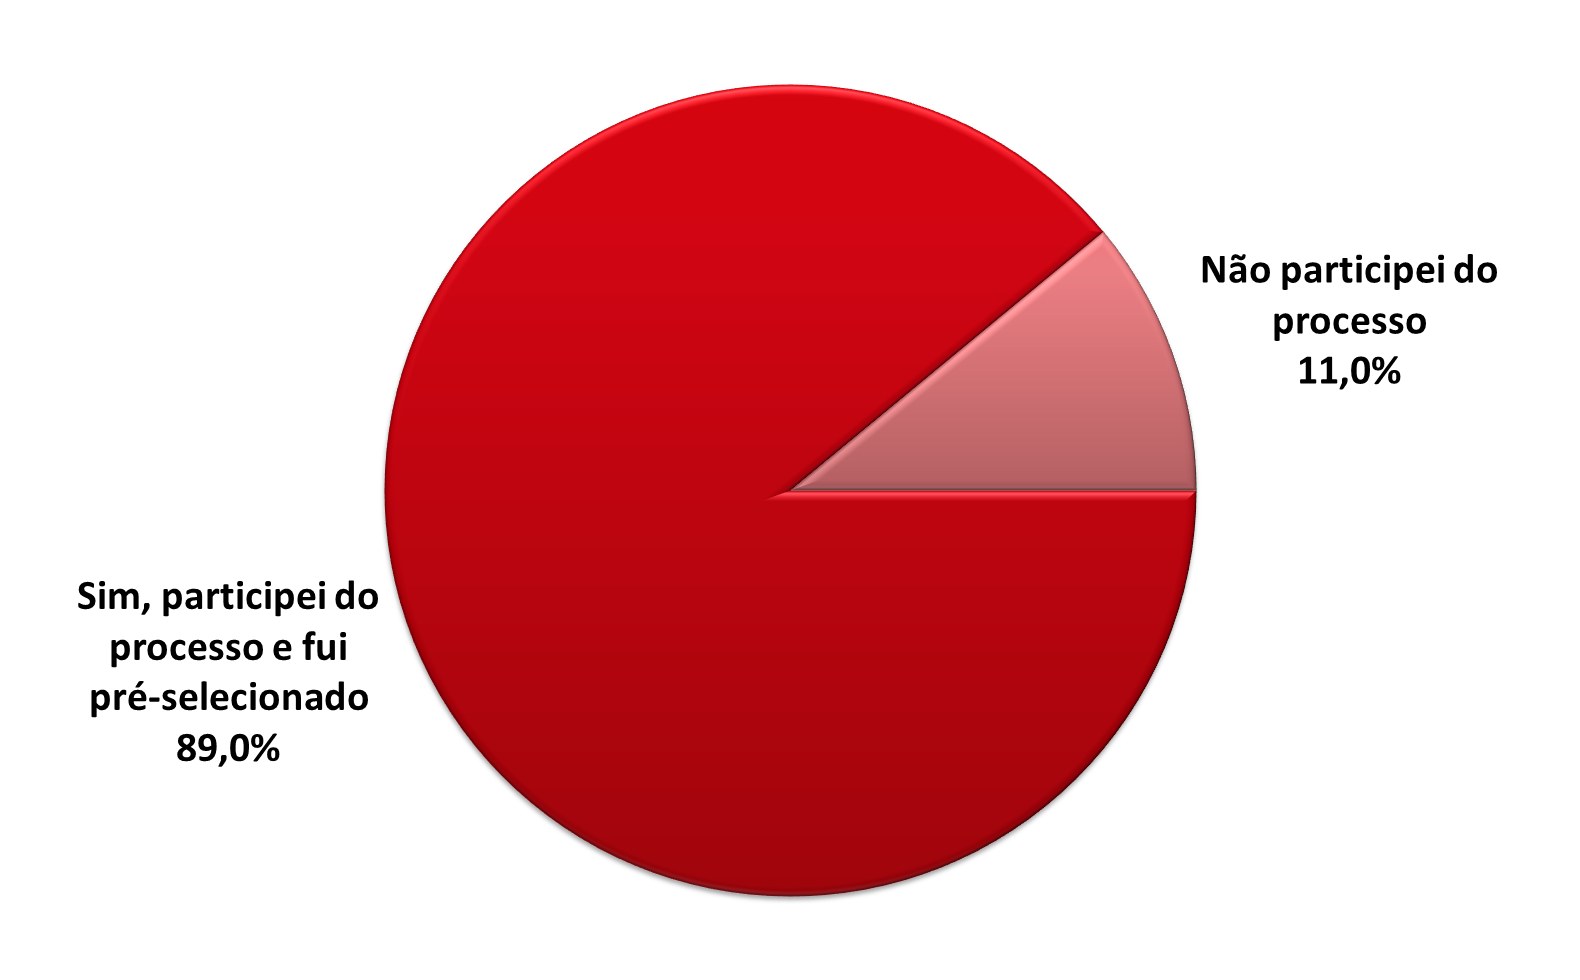 Não participei do
processo
11,0%
Sim, participei do
processo e fui
pré-selecionado
89,0%